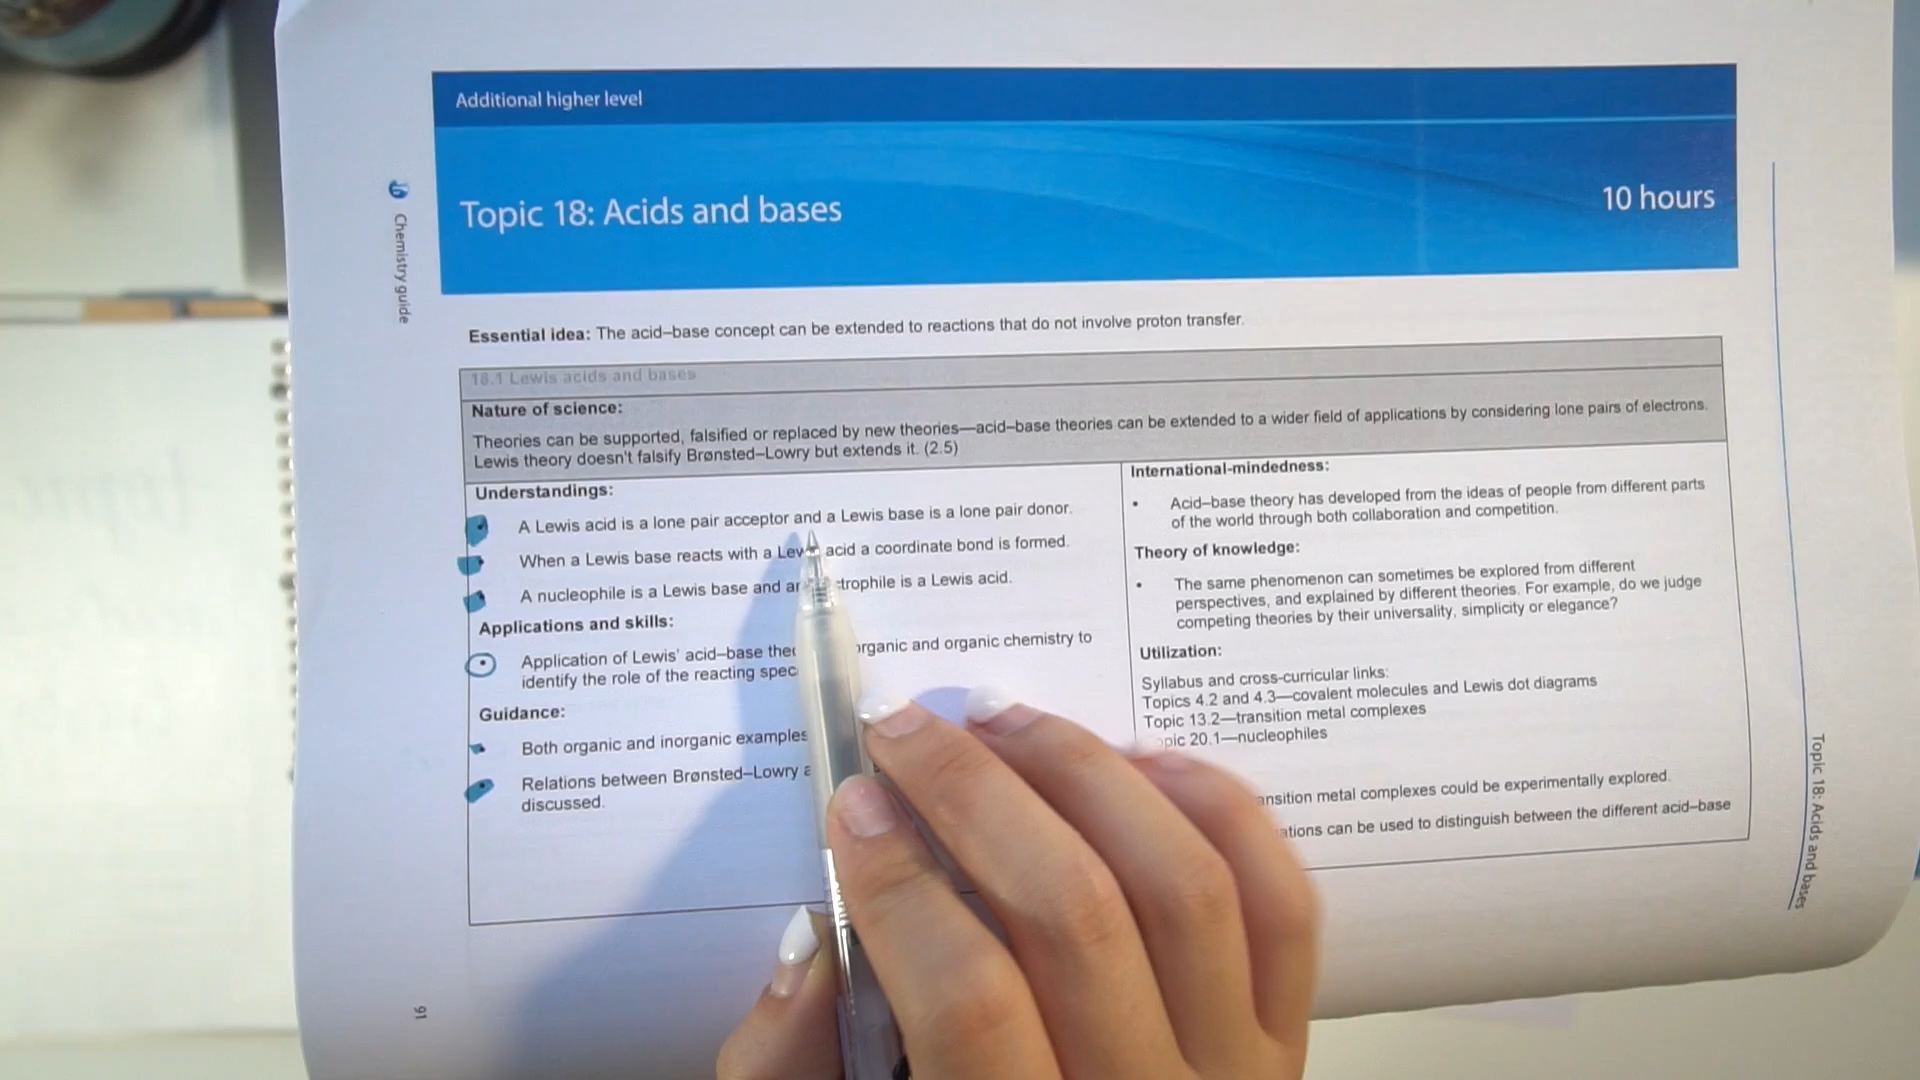 Additional higher level
Topic 18: Acids and bases
10 hours
Chemistry guide
Essential idea: The acid–base concept can be extended to reactions that do not involve proton transfer.
18.1 Lewis acids and bases
Nature of science:
Theories can be supported, falsified or replaced by new theories—acid–base theories can be extended to a wider field of applications by considering lone pairs of electrons.
Lewis theory doesn't falsify Brønsted–Lowry but extends it. (2.5)
Understandings:
A Lewis acid is a lone pair acceptor and a Lewis base is a lone pair donor.
When a Lewis base reacts with a Lew acid a coordinate bond is formed.
A nucleophile is a Lewis base and an trophile is a Lewis acid.
Applications and skills:
Application of Lewis' acid–base organic and organic chemistry to
identify the role of the reacting
Guidance:
Both organic and inorganic examples
Relations between Brønsted–Lowry
discussed.
International-mindedness:
• Acid–base theory has developed from the ideas of people from different parts
of the world through both collaboration and competition.
Theory of knowledge:
• The same phenomenon can sometimes be explored from different
perspectives, and explained by different theories. For example, do we judge
competing theories by their universality, simplicity or elegance?
Utilization:
Syllabus and cross-curricular links:
Topics 4.2 and 4.3—covalent molecules and Lewis dot diagrams
Topic 13.2—transition metal complexes
opic 20.1—nucleophiles
ansition metal complexes could be experimentally explored.
ations can be used to distinguish between the different acid–base
Topic 18: Acids and bases
91